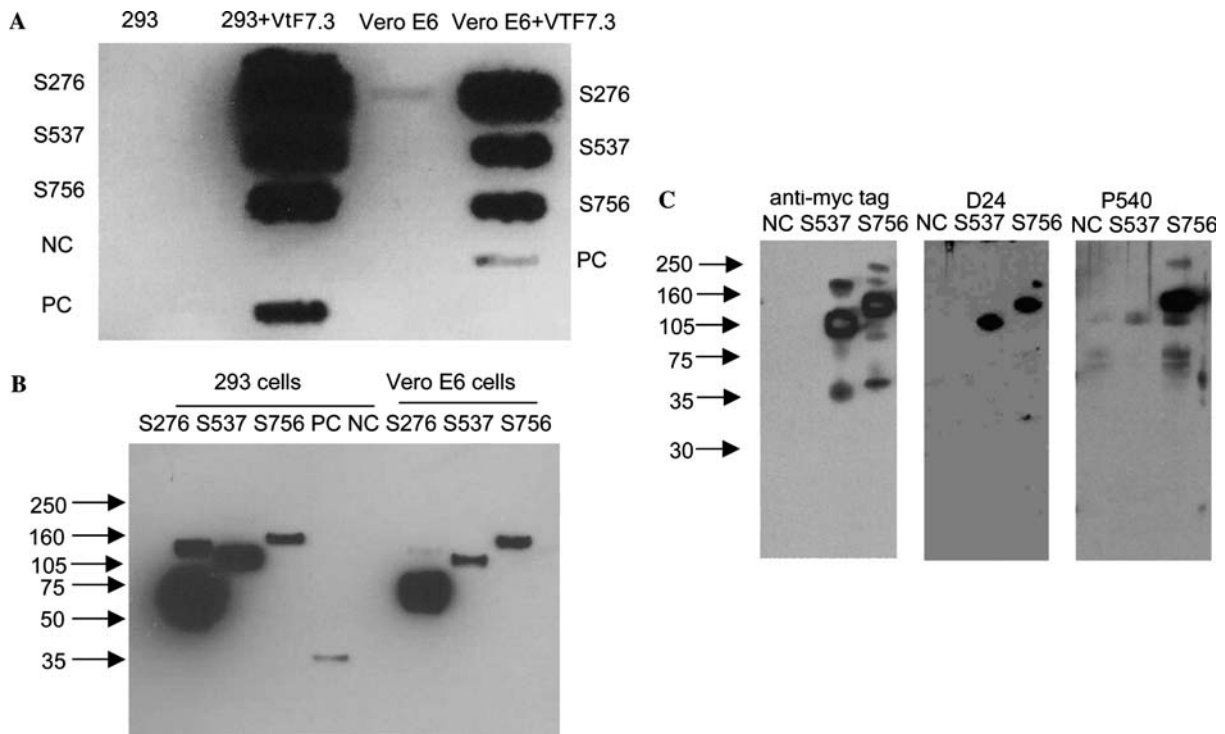 A
293 293+VtF7.3 Vero E6 Vero E6+VTF7.3
S276 S276
S537 S537
S756 S756
NC
PC
PC
B
293 cells Vero E6 cells
S276 S537 S756 PC NC S276 S537 S756
250
160
105
75
50
35
C
anti-myc tag D24 P540
NC S537 S756 NC S537 S756 NC S537 S756
250
160
105
75
35
30